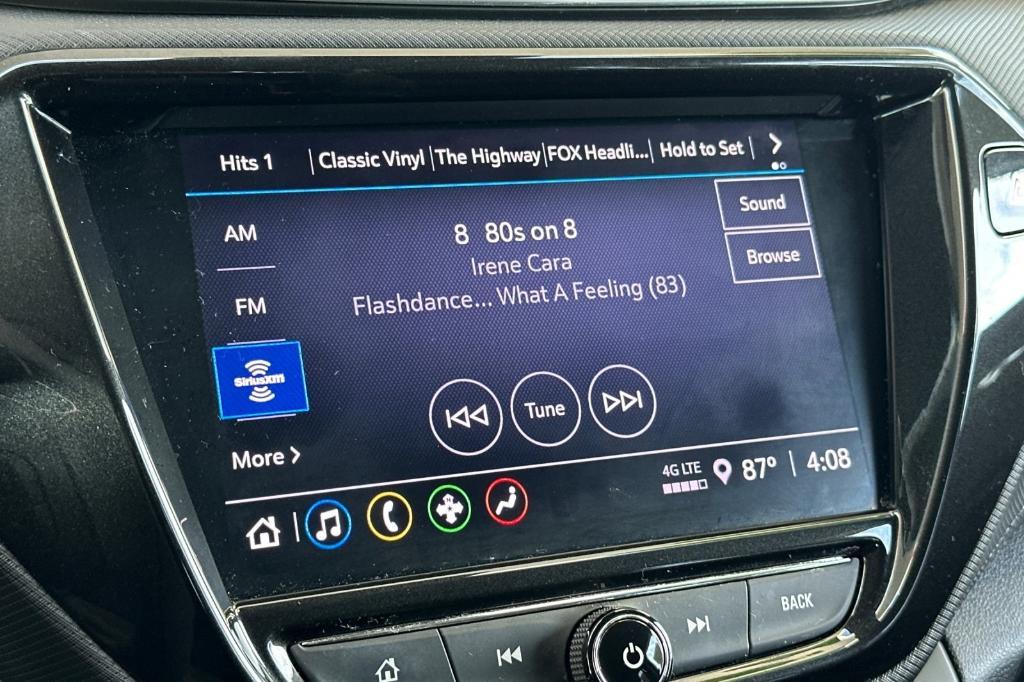 Hits 1 Classic Vinyl The Highway FOX Headli... Hold to Set >
Sound
AM
8 80s on 8
Browse
Irene Cara
FM
Flashdance... What A Feeling (83)
SiriusXM
Tune
More >
4G LTE 87° 4:08
BACK